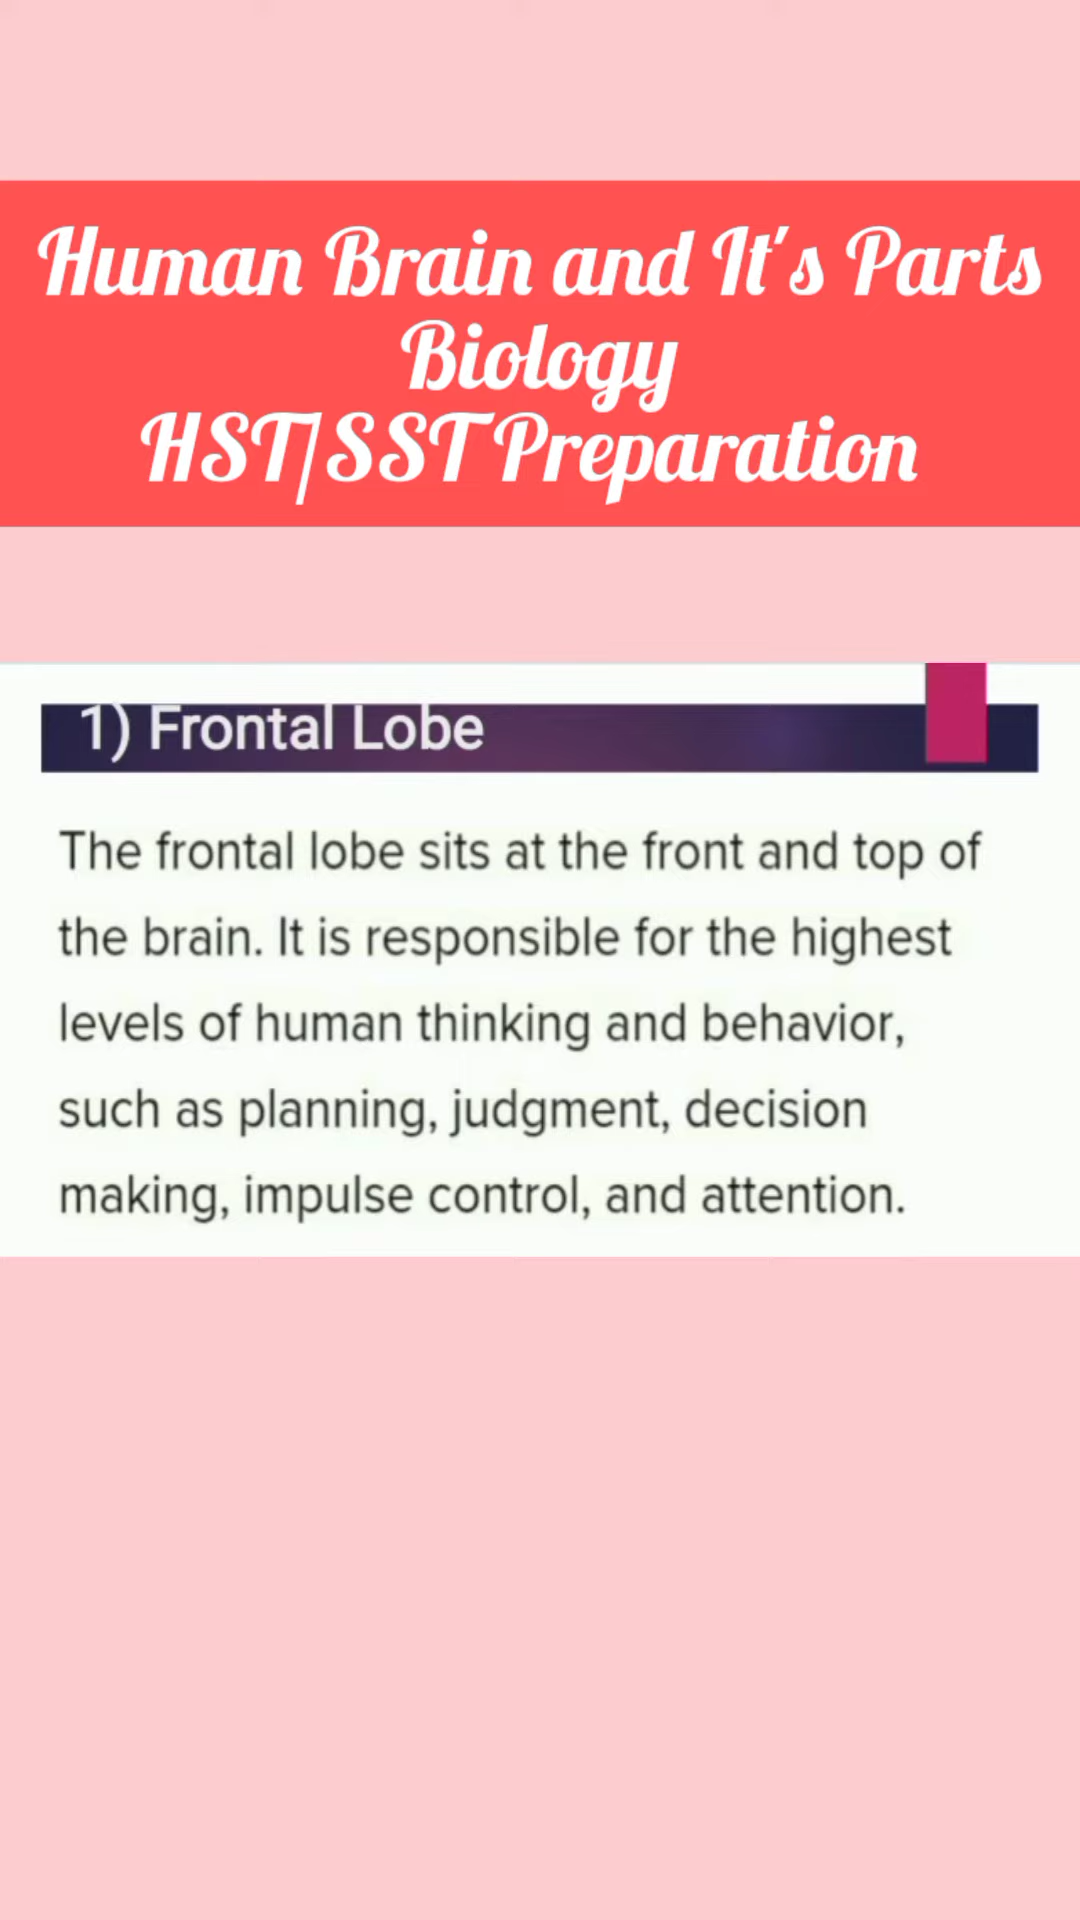 Human Brain and It's Parts
Biology
HST/SST Preparation
1) Frontal Lobe
The frontal lobe sits at the front and top of
the brain. It is responsible for the highest
levels of human thinking and behavior,
such as planning, judgment, decision
making, impulse control, and attention.